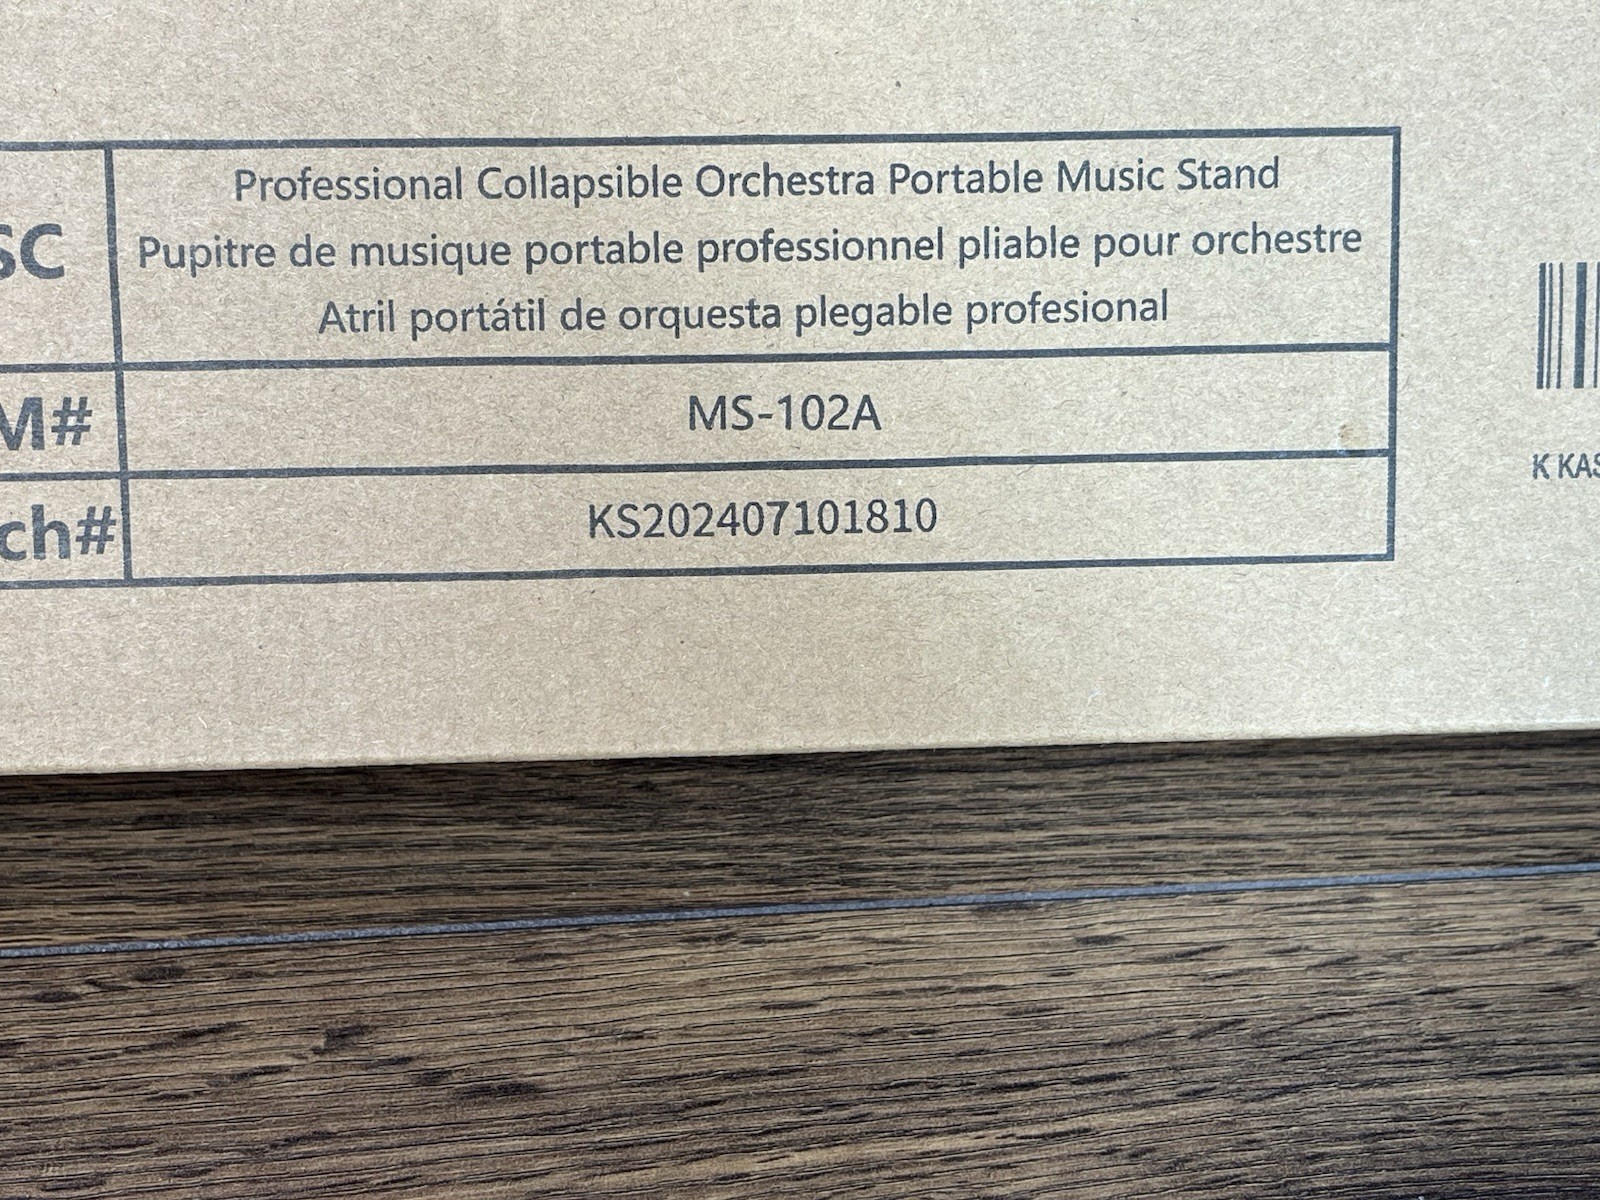 SC
Professional Collapsible Orchestra Portable Music Stand
Pupitre de musique portable professionnel pliable pour orchestre
Atril portátil de orquesta plegable profesional
M# MS-102A
ch# KS202407101810
K KAS